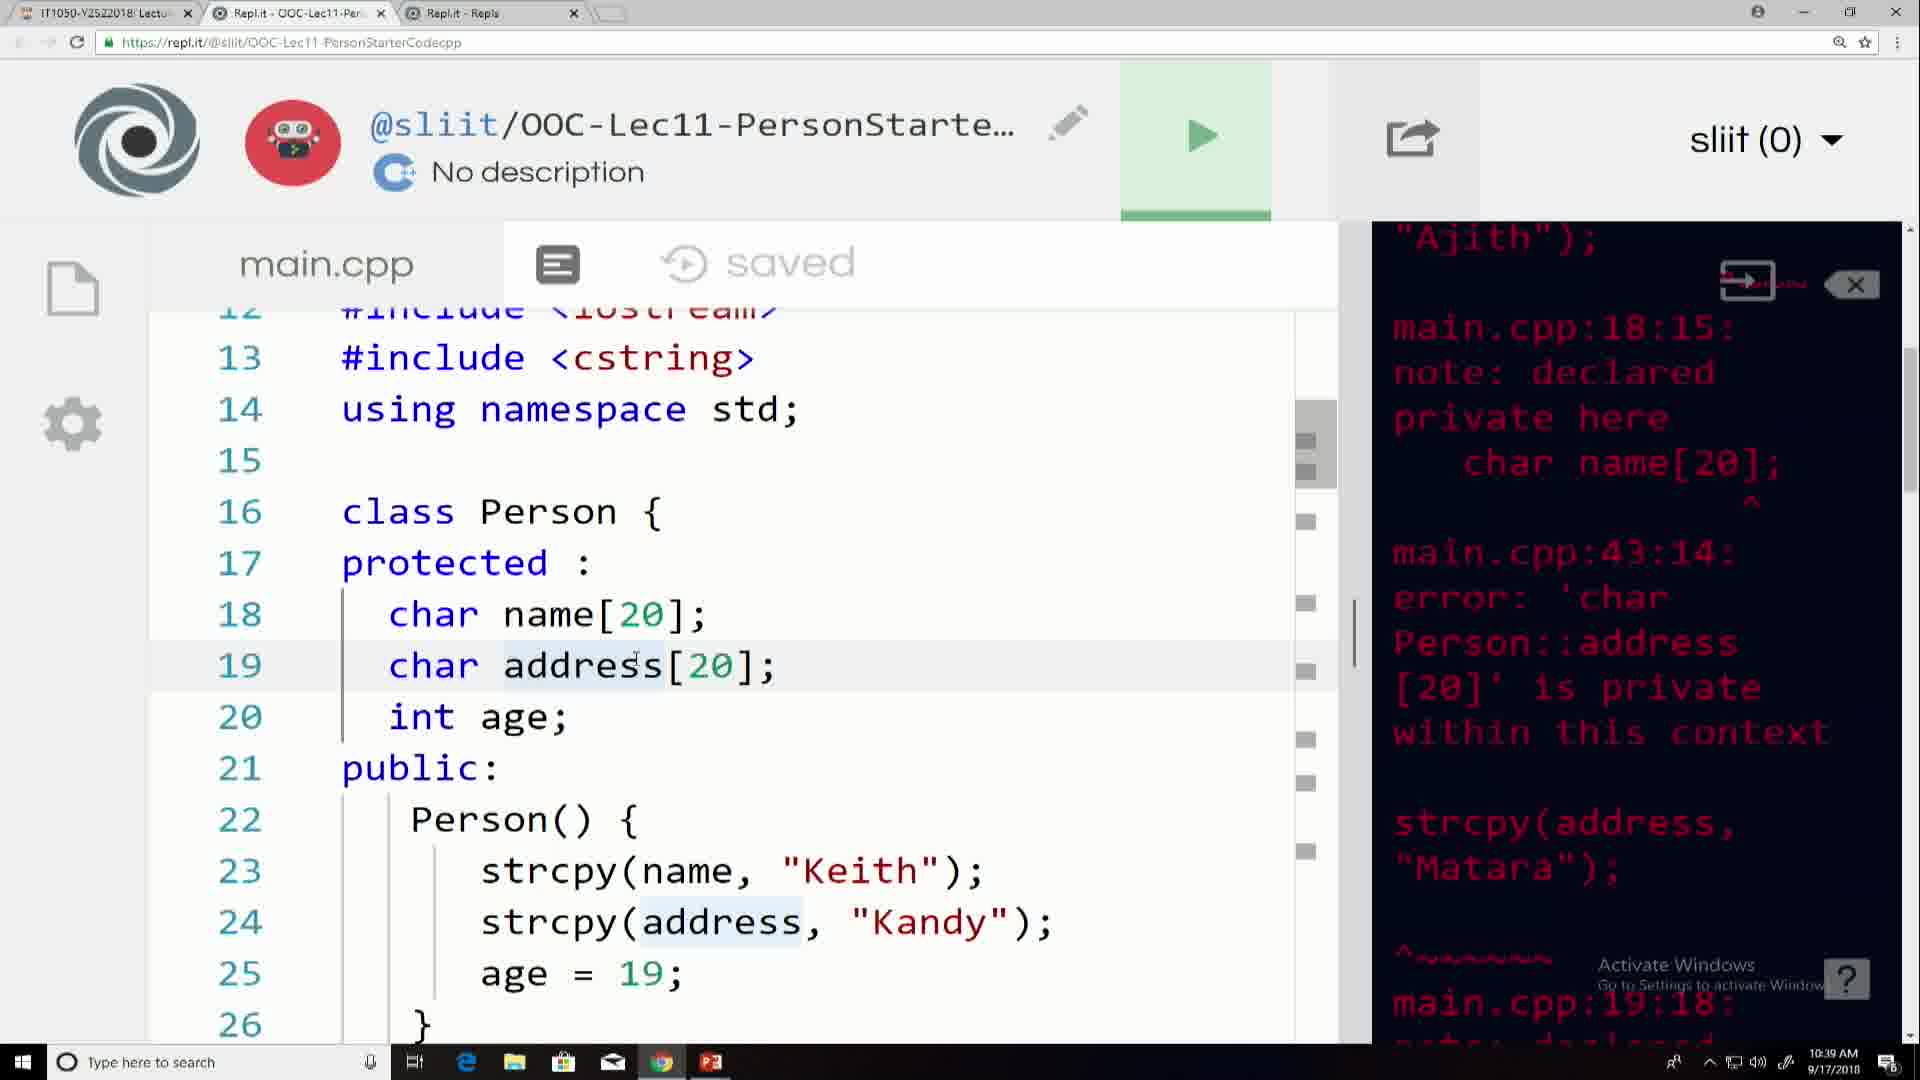 IT1050-Y2S22018: Lectu
Repl.it - OOC-Lec11-Per
Repl.it - Repls
https://repl.it/@sliit/OOC-Lec11-PersonStarterCodecpp
@sliit/OOC-Lec11-PersonStarte...
No description
sliit (0)
main.cpp
saved
12 #include <iostream>
13 #include <cstring>
14 using namespace std;
15
16 class Person {
17 protected :
18 char name[20];
19 char address[20];
20 int age;
21 public:
22 Person() {
23 strcpy(name, "Keith");
24 strcpy(address, "Kandy");
25 age = 19;
26 }
"Ajith");
main.cpp:18:15:
note: declared
private here
char name[20];
^
main.cpp:43:14:
error: 'char
Person::address
[20]' is private
within this context
strcpy(address,
"Matara");
^~~~~~~
main.cpp:19:18:
note: declared
Activate Windows
Go to Settings to activate Window
?
Type here to search
10:39 AM
9/17/2018